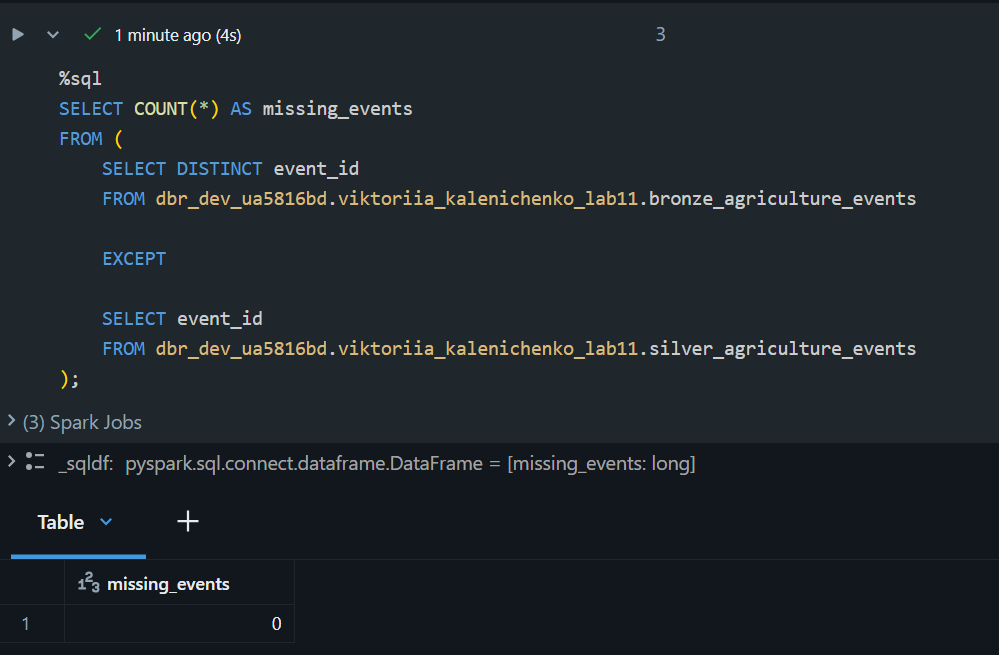 1 minute ago (4s)
3
%sql
SELECT COUNT(*) AS missing_events
FROM (
SELECT DISTINCT event_id
FROM dbr_dev_ua5816bd.viktoriia_kalenichenko_lab11.bronze_agriculture_events
EXCEPT
SELECT event_id
FROM dbr_dev_ua5816bd.viktoriia_kalenichenko_lab11.silver_agriculture_events
);
(3) Spark Jobs
_sqldf: pyspark.sql.connect.dataframe.DataFrame = [missing_events: long]
Table
123 missing_events
1 0